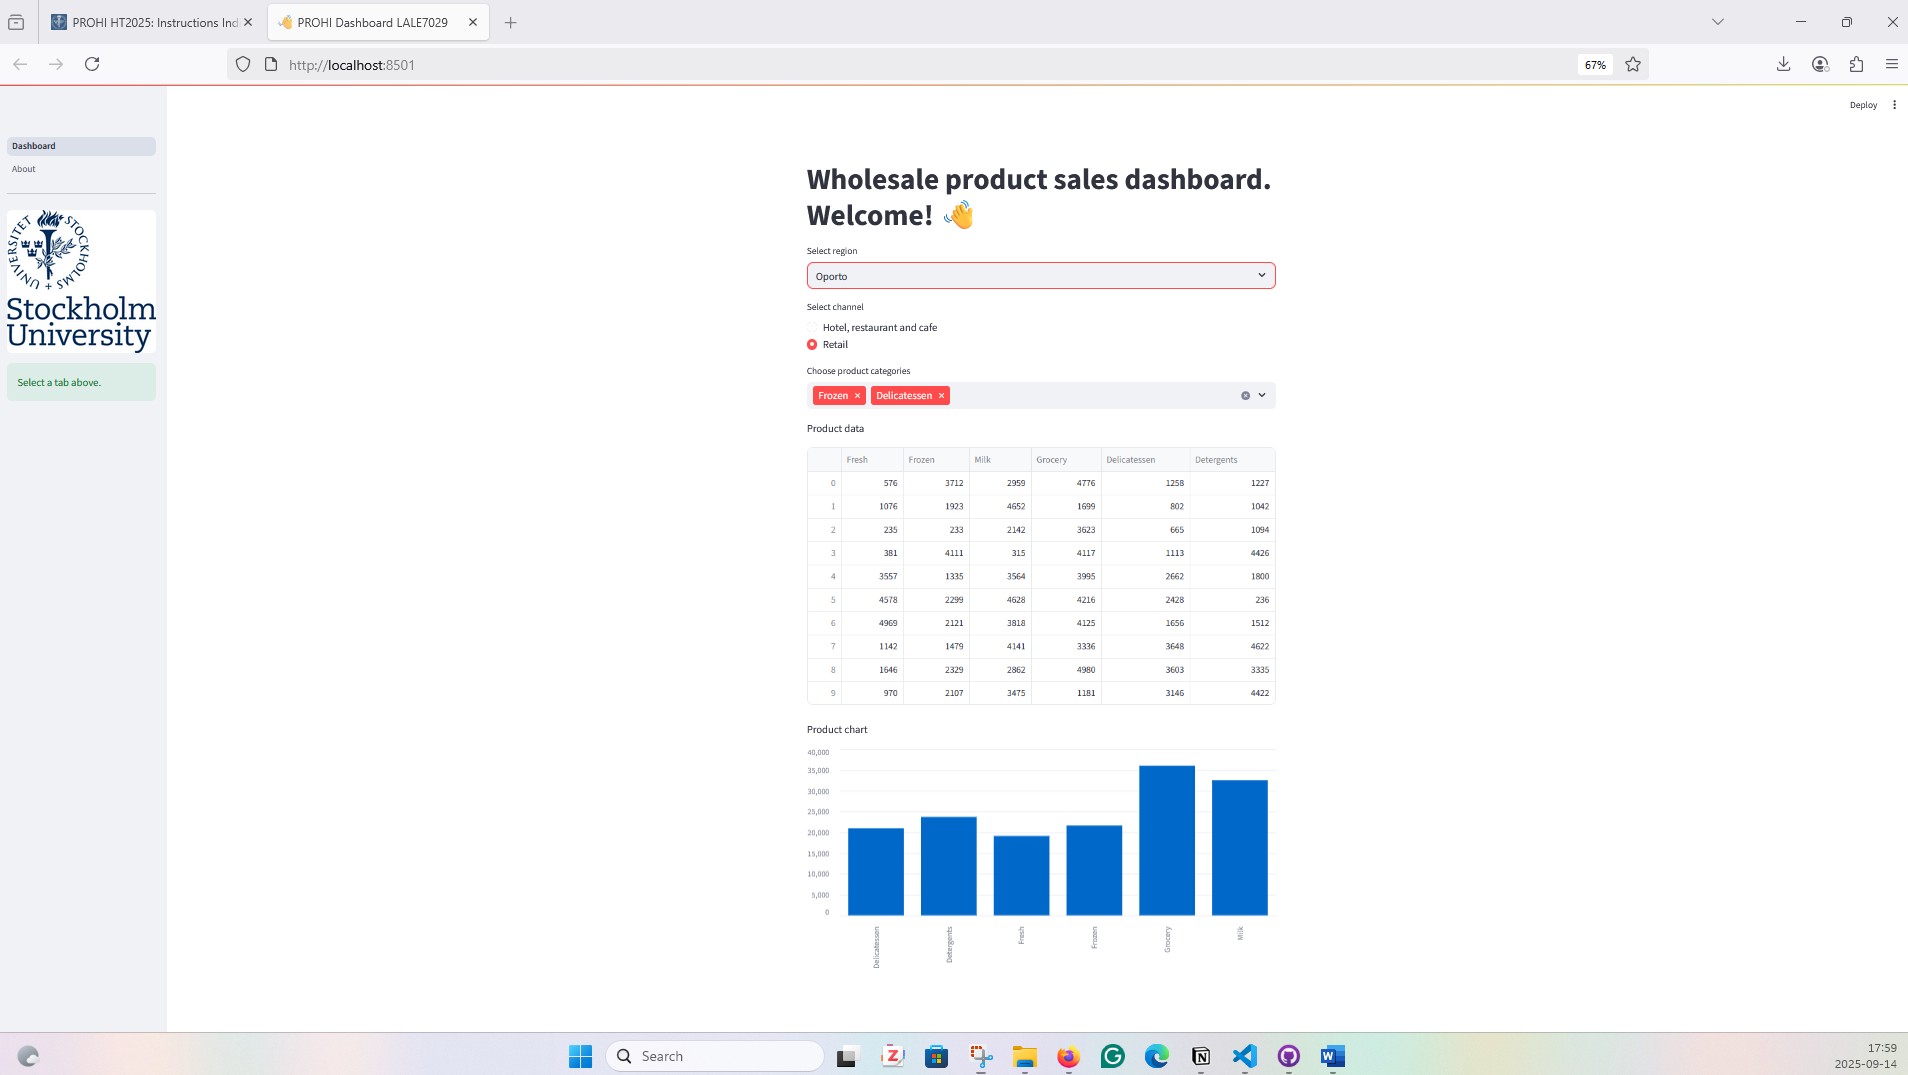 PROHI HT2025: Instructions Ind
PROHI Dashboard LALE7029
http://localhost:8501
67%
Deploy
Dashboard
About
UNIVERSITET STOCKHOLMS
Stockholm
University
Select a tab above.
Wholesale product sales dashboard.
Welcome! 👋
Select region
Oporto
Select channel
Hotel, restaurant and cafe
Retail
Choose product categories
Frozen × Delicatessen ×
Product data
Fresh Frozen Milk Grocery Delicatessen Detergents
0 576 3712 2959 4776 1258 1227
1 1076 1923 4652 1699 802 1042
2 235 233 2142 3623 665 1094
3 381 4111 315 4117 1113 4426
4 3557 1335 3564 3995 2662 1800
5 4578 2299 4628 4216 2428 236
6 4969 2121 3818 4125 1656 1512
7 1142 1479 4141 3336 3648 4622
8 1646 2329 2862 4980 3603 3335
9 970 2107 3475 1181 3146 4422
Product chart
40,000
35,000
30,000
25,000
20,000
15,000
10,000
5,000
0
Delicatessen
Detergents
Fresh
Frozen
Grocery
Milk
Search
17:59
2025-09-14